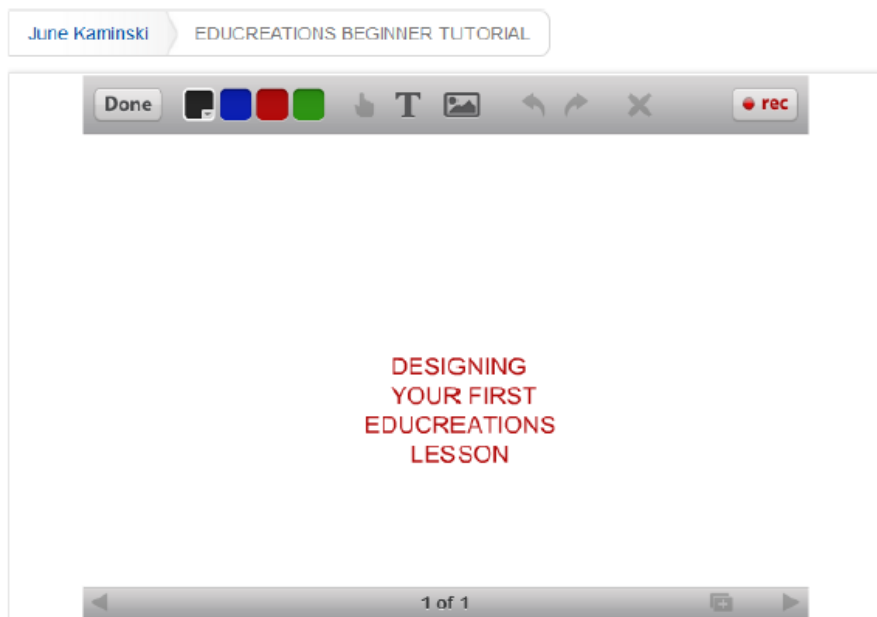 June Kaminski EDUCREATIONS BEGINNER TUTORIAL
Done T rec
DESIGNING
YOUR FIRST
EDUCREATIONS
LESSON
1 of 1